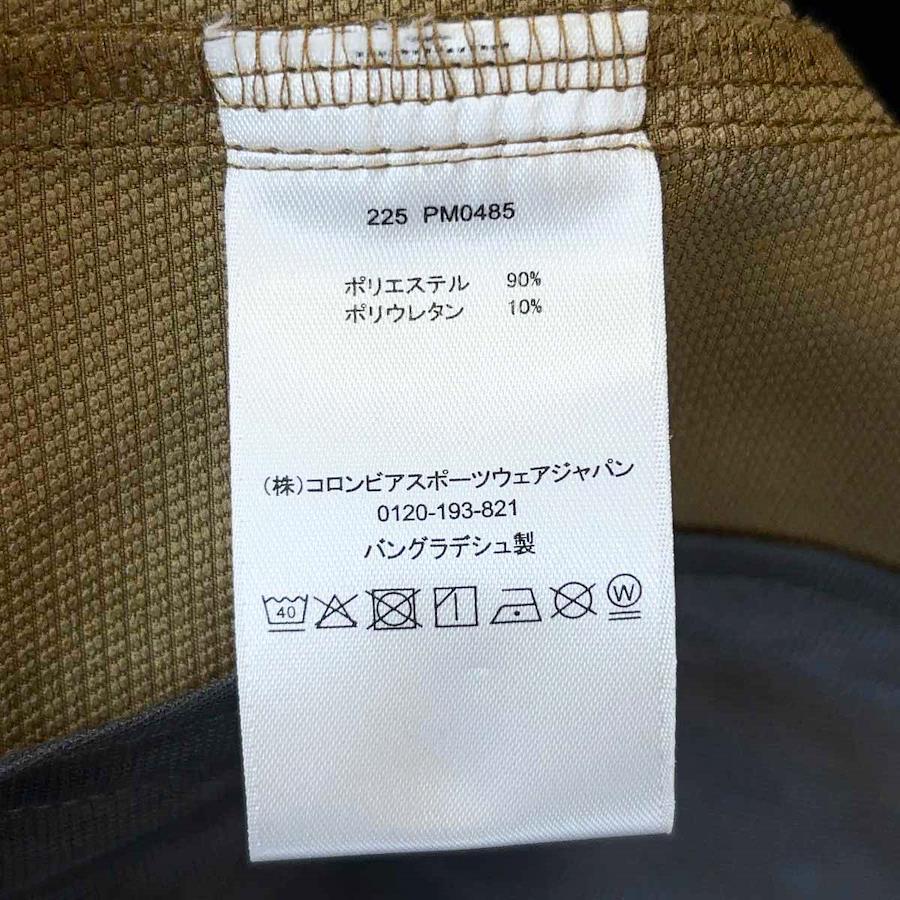 225 PM0485
ポリエステル 90%
ポリウレタン 10%
(株)コロンビアスポーツウェアジャパン
0120-193-821
バングラデシュ製
40
W